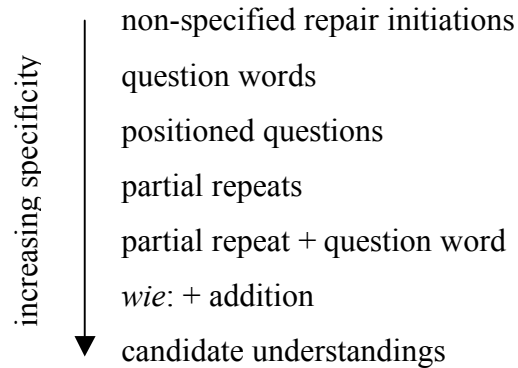 increasing specificity
non-specified repair initiations
question words
positioned questions
partial repeats
partial repeat + question word
wie: + addition
candidate understandings